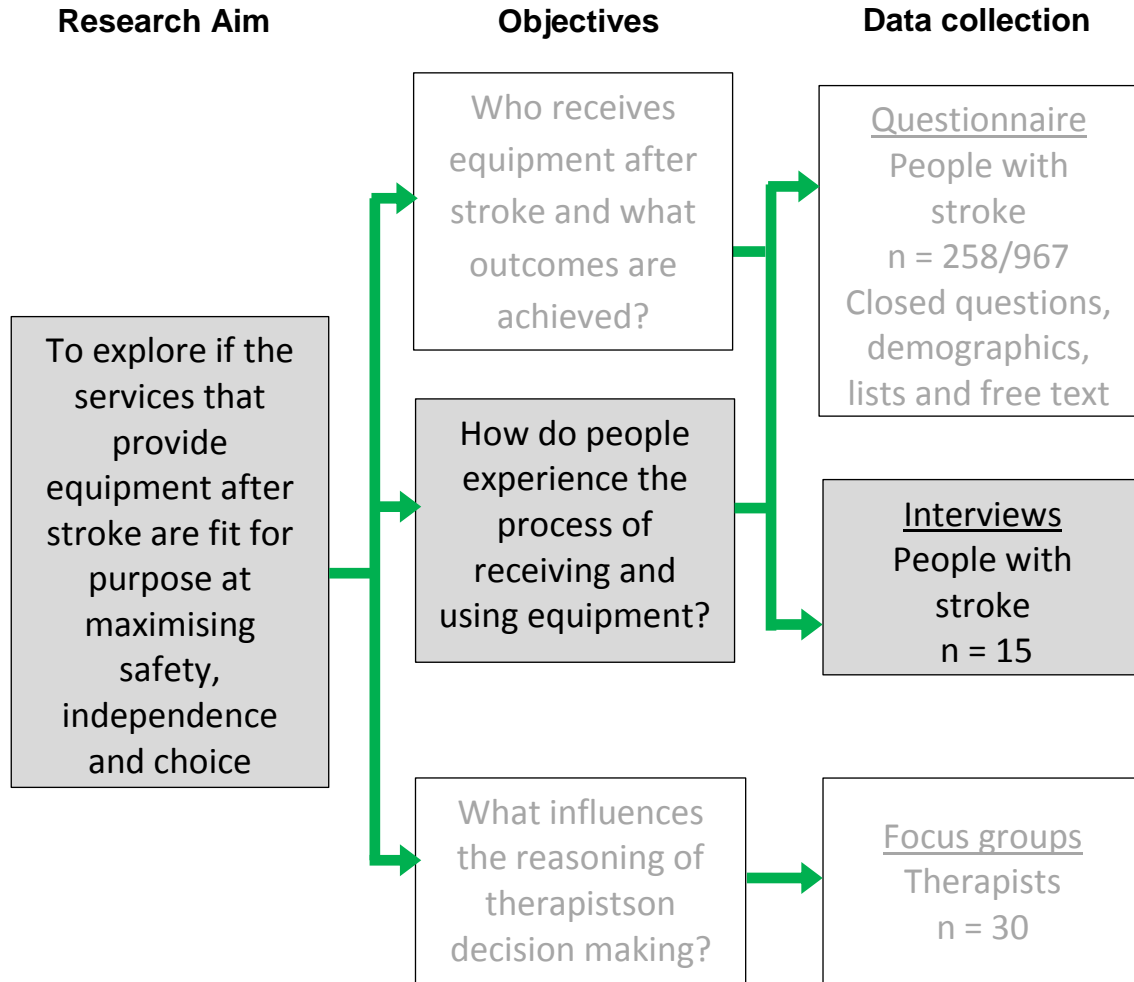 Research Aim
Objectives
Data collection
To explore if the
services that
provide
equipment after
stroke are fit for
purpose at
maximising
safety,
independence
and choice
Who receives
equipment after
stroke and what
outcomes are
achieved?
How do people
experience the
process of
receiving and
using equipment?
What influences
the reasoning of
therapistson
decision making?
Questionnaire
People with
stroke
n = 258/967
Closed questions,
demographics,
lists and free text
Interviews
People with
stroke
n = 15
Focus groups
Therapists
n = 30